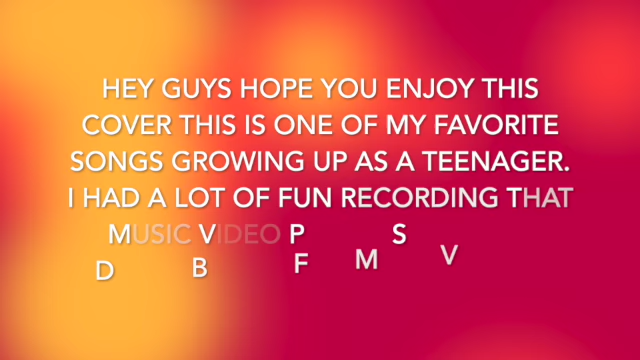 HEY GUYS HOPE YOU ENJOY THIS
COVER THIS IS ONE OF MY FAVORITE
SONGS GROWING UP AS A TEENAGER.
I HAD A LOT OF FUN RECORDING THAT
MUSIC VIDEO P S
D B F M V